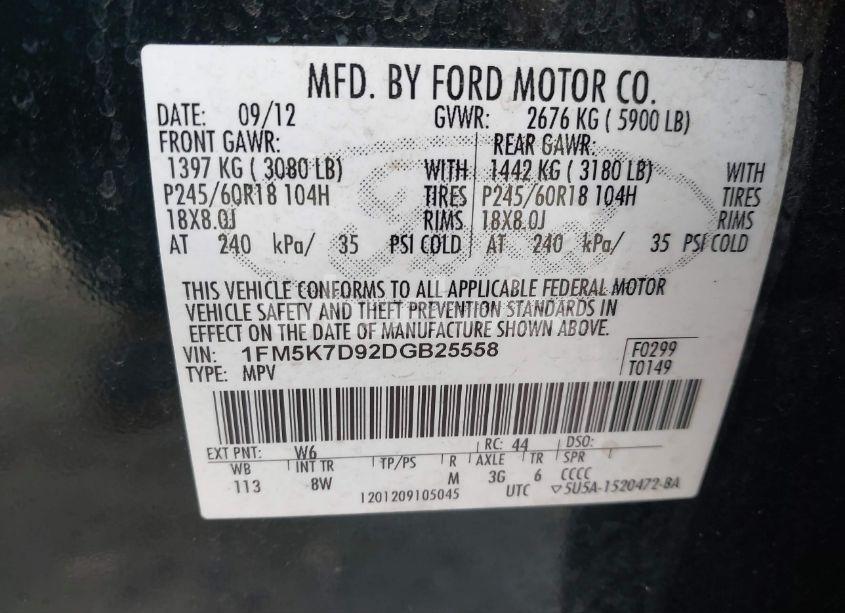 MFD. BY FORD MOTOR CO.
DATE: 09/12 GVWR: 2676 KG ( 5900 LB)
FRONT GAWR: REAR GAWR:
1397 KG ( 3080 LB) WITH 1442 KG ( 3180 LB) WITH
P245/60R18 104H TIRES P245/60R18 104H TIRES
18X8.0J RIMS 18X8.0J RIMS
AT 240 kPa/ 35 PSI COLD AT 240 kPa/ 35 PSI COLD
THIS VEHICLE CONFORMS TO ALL APPLICABLE FEDERAL MOTOR
VEHICLE SAFETY AND THEFT PREVENTION STANDARDS IN
EFFECT ON THE DATE OF MANUFACTURE SHOWN ABOVE.
VIN: 1FM5K7D92DGB25558 F0299
TYPE: MPV T0149
EXT PNT: W6 RC: 44 DSO:
WB INT TR TP/PS R AXLE TR SPR
113 8W M 3G 6 CCCC
1201209105045 UTC ▽5U5A-1520472-BA